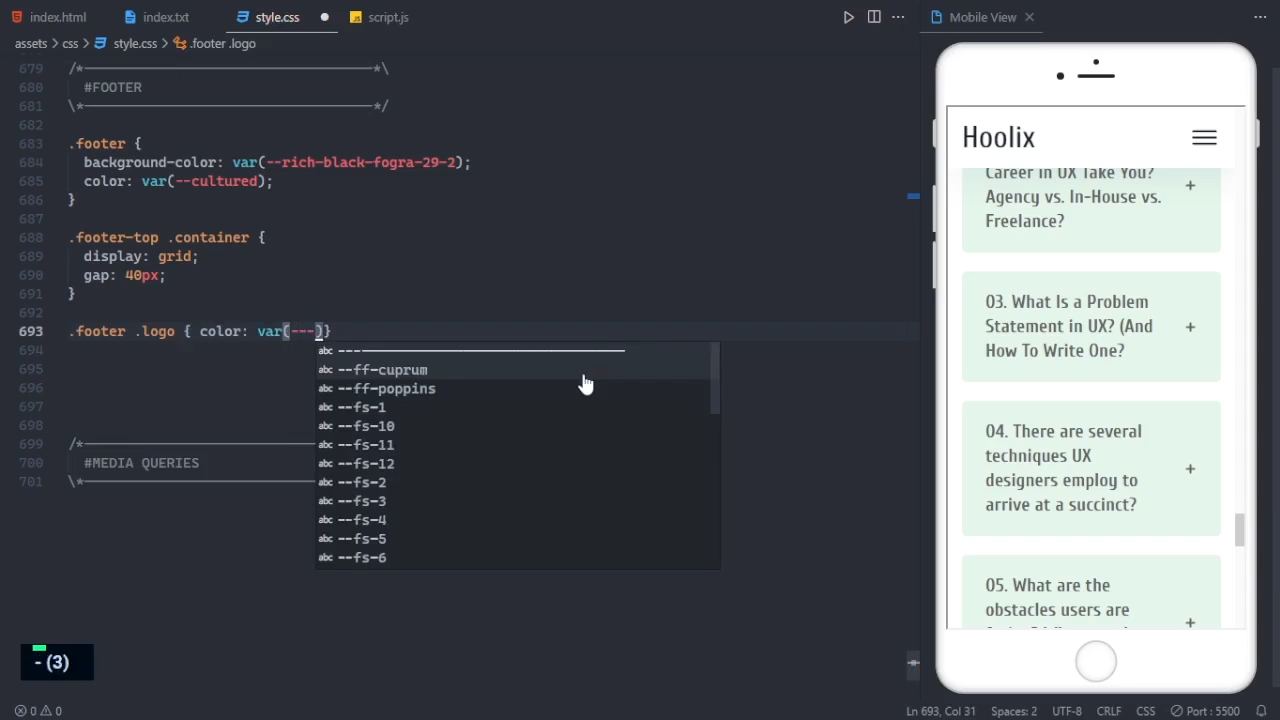 index.html
index.txt
style.css
script.js
Mobile View
assets > css > style.css > .footer .logo
679 /*-----------------------------------*\
680 #FOOTER
681 \*-----------------------------------*/
682
683 .footer {
684 background-color: var(--rich-black-fogra-29-2);
685 color: var(--cultured);
686 }
687
688 .footer-top .container {
689 display: grid;
690 gap: 40px;
691 }
692
693 .footer .logo { color: var(---)}
694
695
696
697
698
699 /*-----------------------------------
700 #MEDIA QUERIES
701 \*-----------------------------------
abc -----------------------------------
abc --ff-cuprum
abc --ff-poppins
abc --fs-1
abc --fs-10
abc --fs-11
abc --fs-12
abc --fs-2
abc --fs-3
abc --fs-4
abc --fs-5
abc --fs-6
- (3)
0 0
Ln 693, Col 31
Spaces: 2
UTF-8
CRLF
CSS
Port : 5500
Hoolix
Career in UX Take You?
Agency vs. In-House vs.
Freelance?
+
03. What Is a Problem
Statement in UX? (And
How To Write One?
+
04. There are several
techniques UX
designers employ to
arrive at a succinct?
+
05. What are the
obstacles users are
+